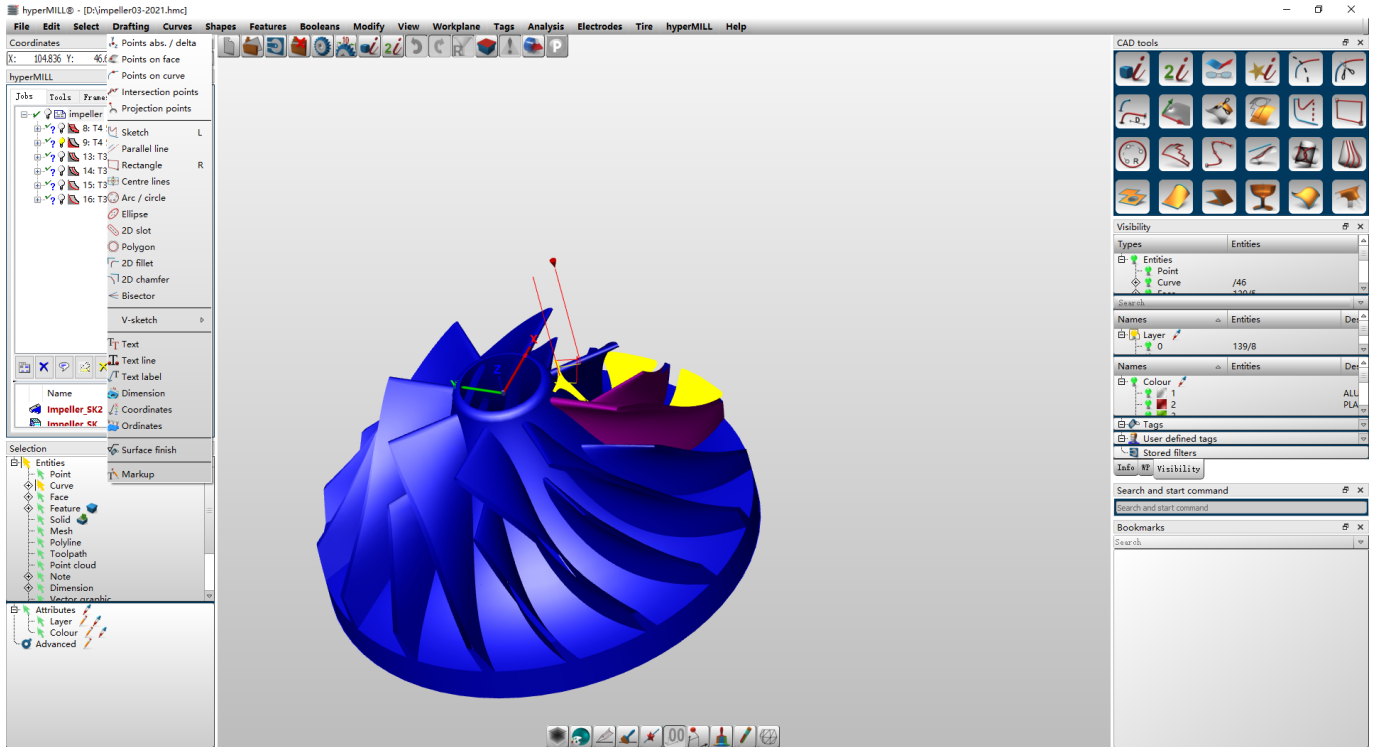 hyperMILL® - [D:\impeller03-2021.hmc]
File Edit Select Drafting Curves Shapes Features Booleans Modify View Workplane Tags Analysis Electrodes Tire hyperMILL Help
Coordinates
X: 104.836 Y:
hyperMILL
Jobs Tools
impeller
8: T4
9: T4
13: T3
14: T3
15: T3
16: T3
Name
Impeller_SK2
Impeller_SK
Selection
Entities
Point
Curve
Face
Feature
Solid
Mesh
Polyline
Toolpath
Point cloud
Note
Dimension
Vector graphic
Attributes
Layer
Colour
Advanced
Points abs. / delta
Points on face
Points on curve
Intersection points
Projection points
Sketch L
Parallel line
Rectangle R
Centre lines
Arc / circle
Ellipse
2D slot
Polygon
2D fillet
2D chamfer
Bisector
V-sketch
Text
Text line
Text label
Dimension
Coordinates
Ordinates
Surface finish
Markup
CAD tools
Visibility
Types Entities
Entities
Point
Curve /46
Search
Names Entities
Layer
0 139/8
Names Entities
Colour
1 ALU
2 PLA
Tags
User defined tags
Stored filters
Info WP Visibility
Search and start command
Search and start command
Bookmarks
Search